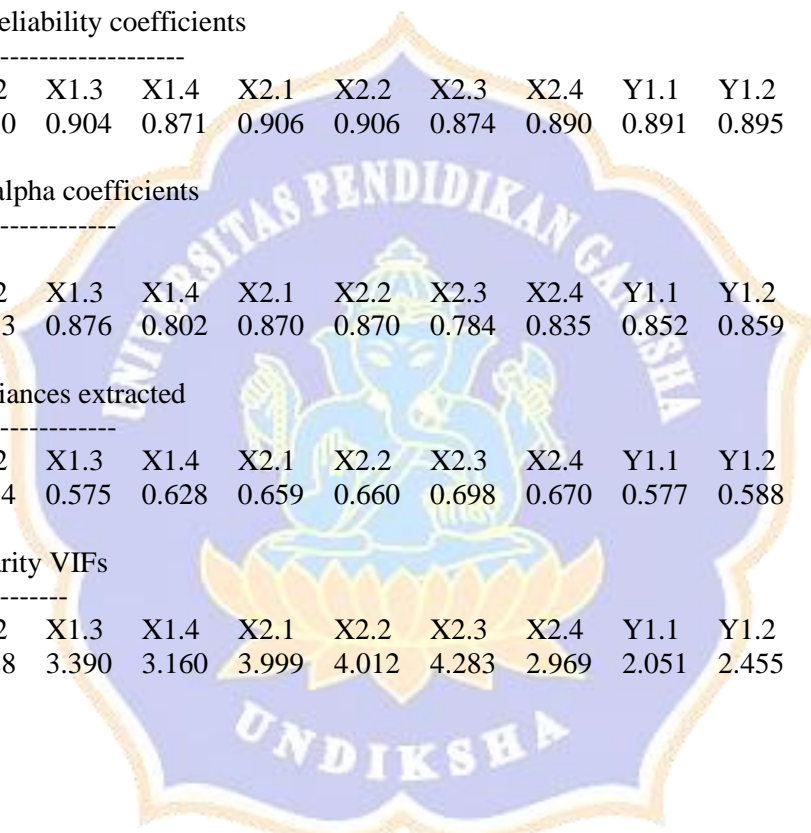 eliability coefficients
--------------------
2 X1.3 X1.4 X2.1 X2.2 X2.3 X2.4 Y1.1 Y1.2
0 0.904 0.871 0.906 0.906 0.874 0.890 0.891 0.895
alpha coefficients
-------------
2 X1.3 X1.4 X2.1 X2.2 X2.3 X2.4 Y1.1 Y1.2
3 0.876 0.802 0.870 0.870 0.784 0.835 0.852 0.859
iances extracted
-------------
2 X1.3 X1.4 X2.1 X2.2 X2.3 X2.4 Y1.1 Y1.2
4 0.575 0.628 0.659 0.660 0.698 0.670 0.577 0.588
arity VIFs
--------
2 X1.3 X1.4 X2.1 X2.2 X2.3 X2.4 Y1.1 Y1.2
8 3.390 3.160 3.999 4.012 4.283 2.969 2.051 2.455
UNIVERSITAS PENDIDIKAN GANESHA
UNDIKSHA